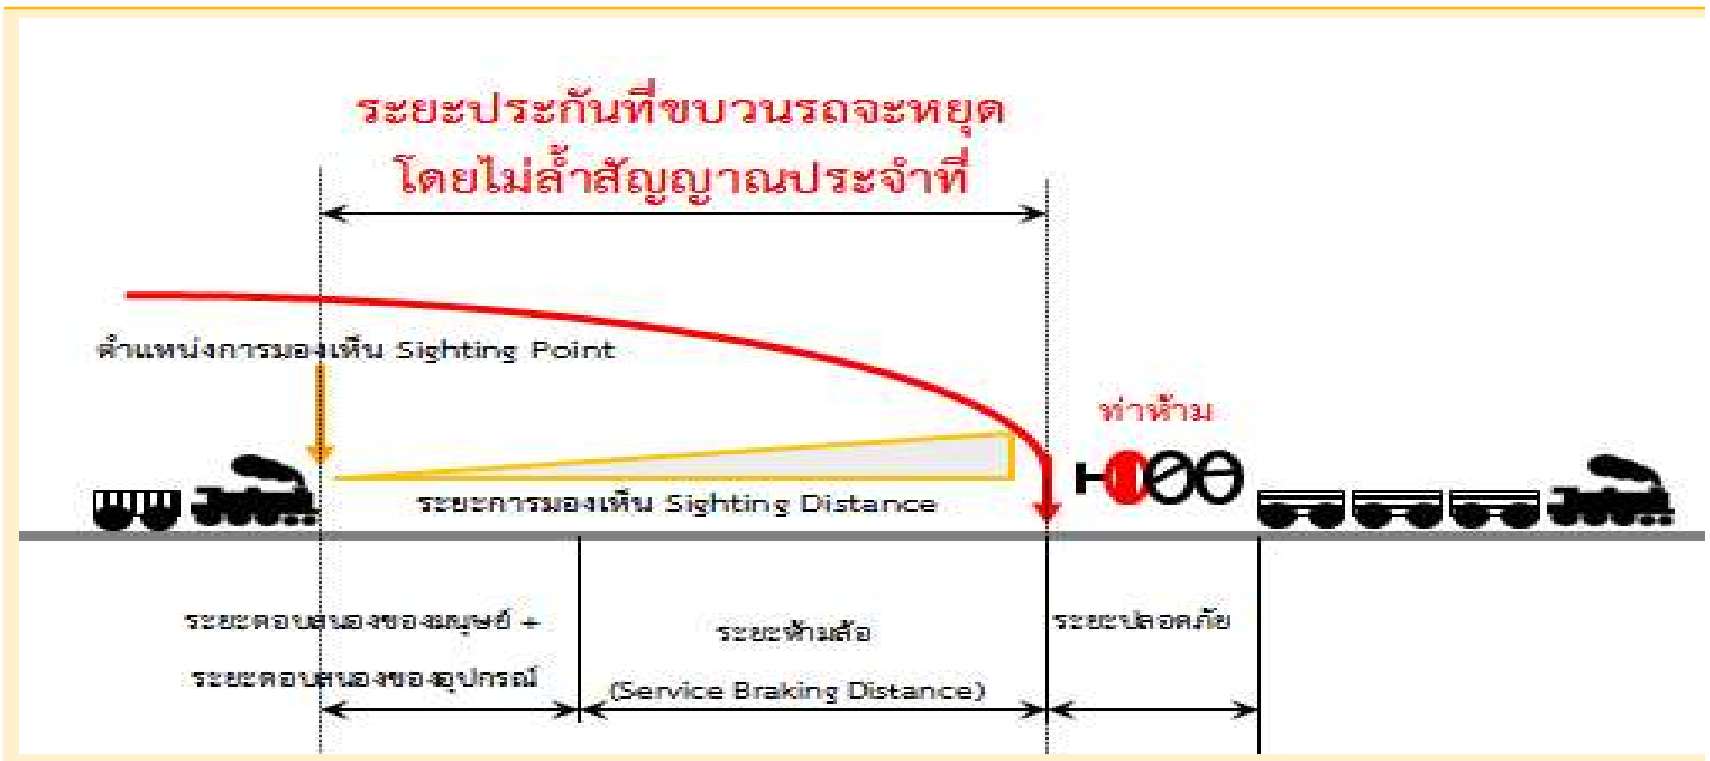 ระยะประกันที่ขบวนรถจะหยุด
โดยไม่ล้ำสัญญาณประจำที่
ตำแหน่งการมองเห็น Sighting Point
ท่าห้าม
ระยะการมองเห็น Sighting Distance
ระยะตอบสนองของมนุษย์ +
ระยะตอบสนองของอุปกรณ์
ระยะห้ามล้อ
(Service Braking Distance)
ระยะปลอดภัย